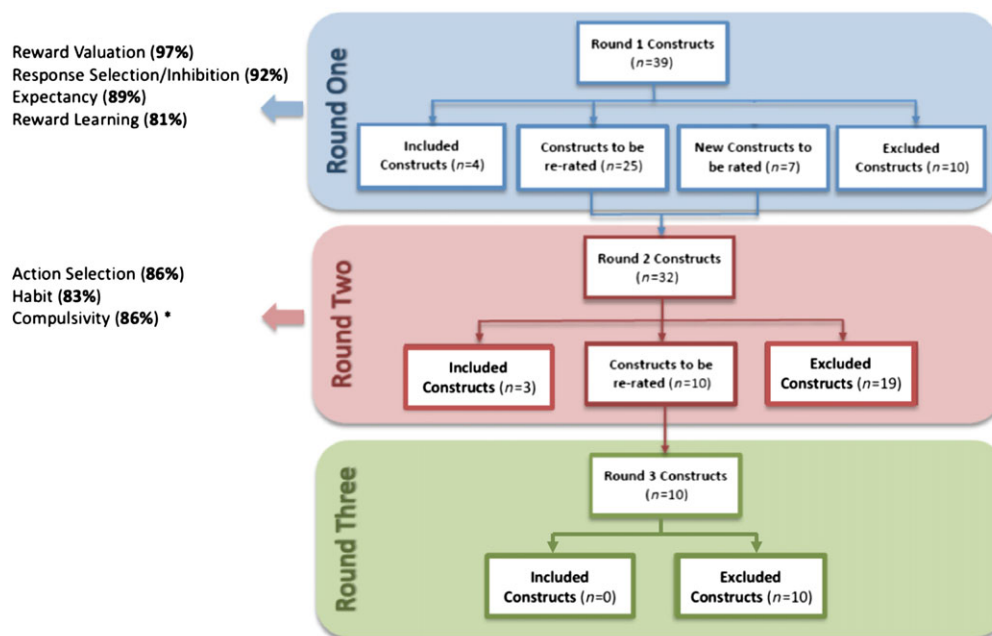 Reward Valuation (97%)
Response Selection/Inhibition (92%)
Expectancy (89%)
Reward Learning (81%)
Round One
Round 1 Constructs
(n=39)
Included
Constructs (n=4)
Constructs to be
re-rated (n=25)
New Constructs to
be rated (n=7)
Excluded
Constructs (n=10)
Action Selection (86%)
Habit (83%)
Compulsivity (86%) *
Round Two
Round 2 Constructs
(n=32)
Included
Constructs (n=3)
Constructs to be
re-rated (n=10)
Excluded
Constructs (n=19)
Round Three
Round 3 Constructs
(n=10)
Included
Constructs (n=0)
Excluded
Constructs (n=10)